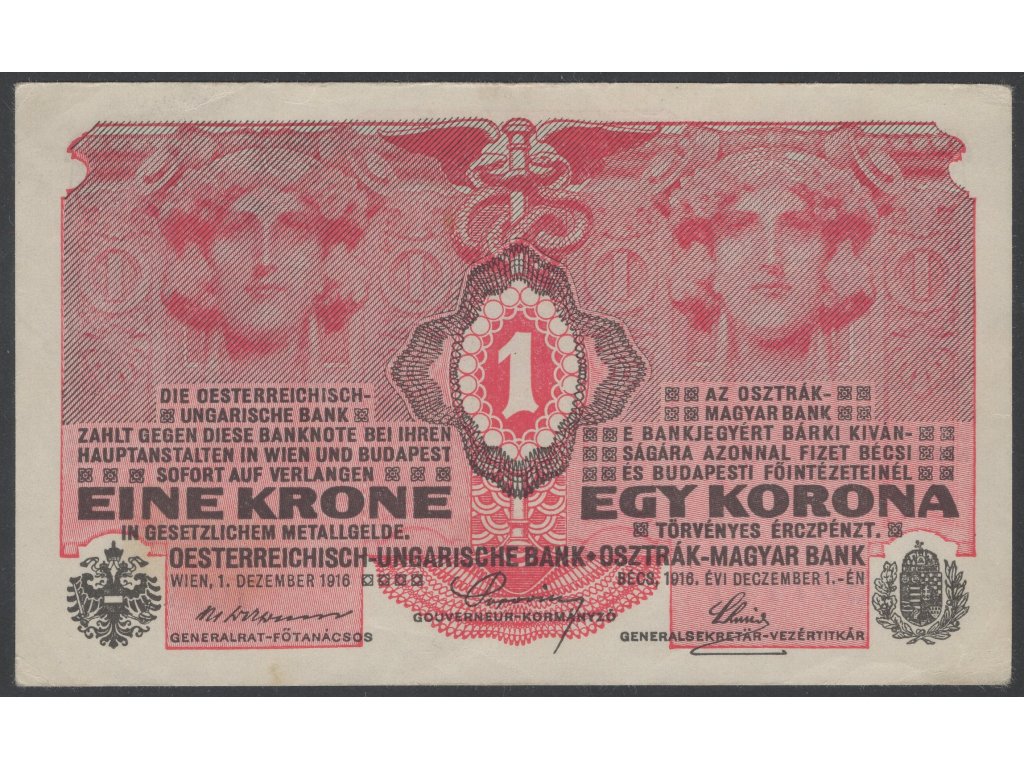 1
DIE OESTERREICHISCH-
UNGARISCHE BANK
ZAHLT GEGEN DIESE BANKNOTE BEI IHREN
HAUPTANSTALTEN IN WIEN UND BUDAPEST
SOFORT AUF VERLANGEN
EINE KRONE
IN GESETZLICHEM METALLGELDE.
AZ OSZTRÁK-
MAGYAR BANK
E BANKJEGYÉRT BÁRKI KIVÁN-
SÁGÁRA AZONNAL FIZET BÉCSI
ÉS BUDAPESTI FŐINTÉZETEINÉL
EGY KORONA
TÖRVÉNYES ÉRCZPÉNZT.
OESTERREICHISCH-UNGARISCHE BANK • OSZTRÁK-MAGYAR BANK
WIEN, 1. DEZEMBER 1916
BÉCS, 1916. ÉVI DECZEMBER 1.-ÉN
GENERALRAT-FŐTANÁCSOS
GOUVERNEUR-KORMÁNYZÓ
GENERALSEKRETÄR-VEZÉRTITKÁR